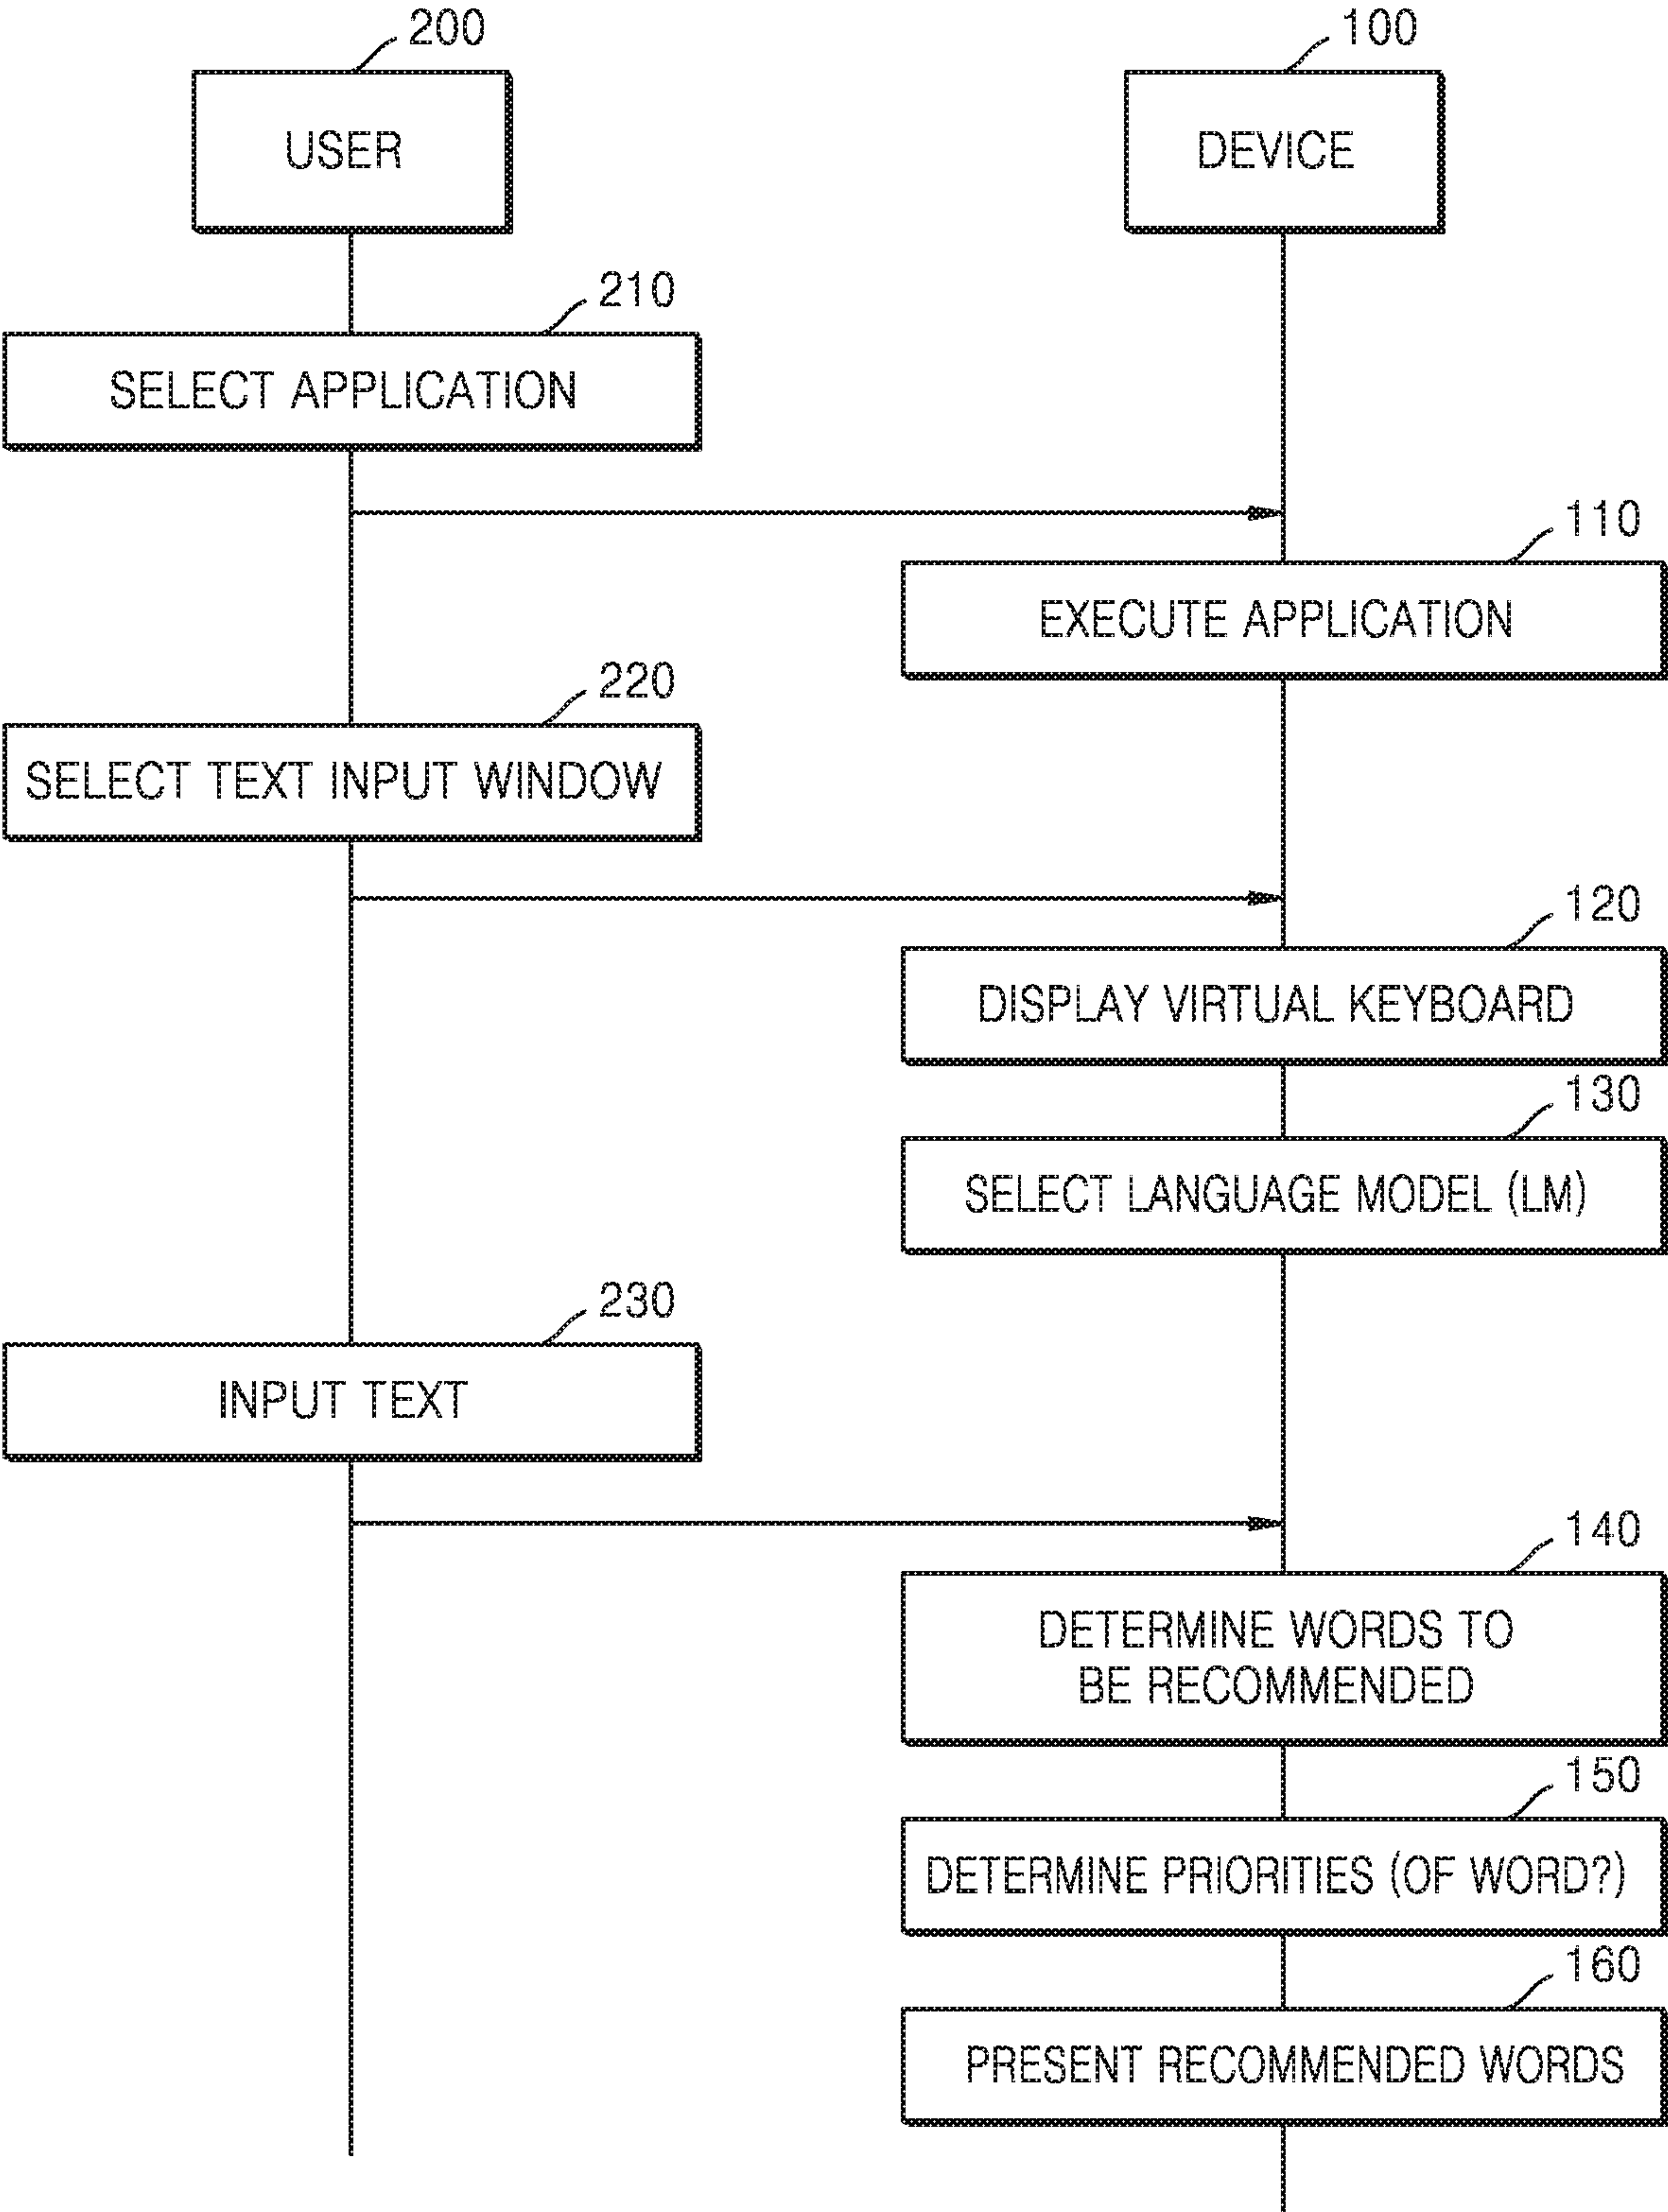 200
100
USER
DEVICE
210
SELECT APPLICATION
110
EXECUTE APPLICATION
220
SELECT TEXT INPUT WINDOW
120
DISPLAY VIRTUAL KEYBOARD
130
SELECT LANGUAGE MODEL (LM)
230
INPUT TEXT
140
DETERMINE WORDS TO
BE RECOMMENDED
150
DETERMINE PRIORITIES (OF WORD?)
160
PRESENT RECOMMENDED WORDS